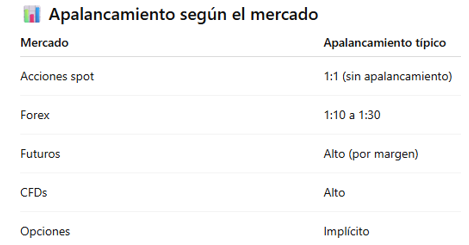 📊 Apalancamiento según el mercado
Mercado Apalancamiento típico
Acciones spot 1:1 (sin apalancamiento)
Forex 1:10 a 1:30
Futuros Alto (por margen)
CFDs Alto
Opciones Implícito